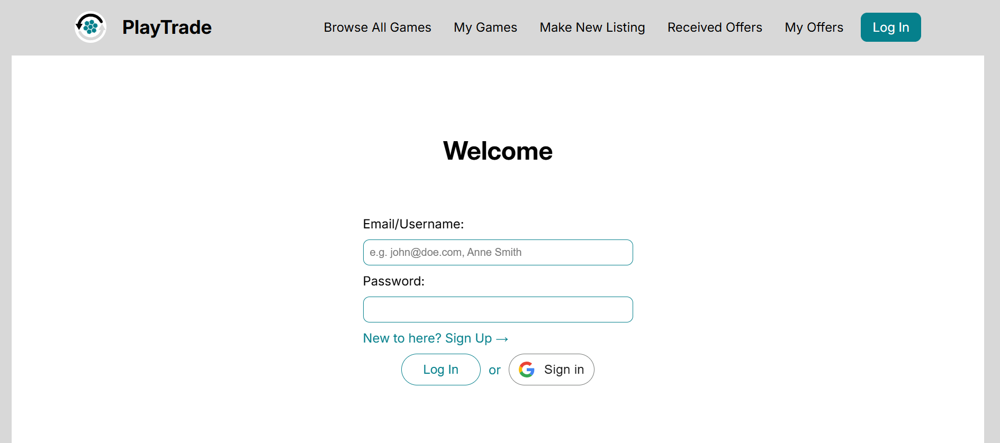 PlayTrade
Browse All Games
My Games
Make New Listing
Received Offers
My Offers
Log In
Welcome
Email/Username:
e.g. john@doe.com, Anne Smith
Password:
New to here? Sign Up →
Log In or Sign in